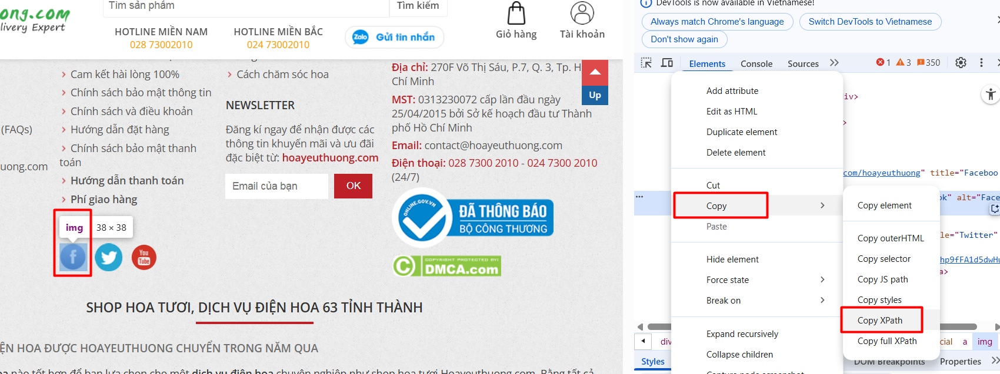 ong.com
livery Expert
Tìm sản phẩm
Tìm kiếm
HOTLINE MIỀN NAM
028 73002010
HOTLINE MIỀN BẮC
024 73002010
Zalo
Gửi tin nhắn
Giỏ hàng
Tài khoản
Cam kết hài lòng 100%
Chính sách bảo mật thông tin
Chính sách và điều khoản
(FAQs)
Hướng dẫn đặt hàng
Chính sách bảo mật thanh
toán
uong.com
Hướng dẫn thanh toán
Phí giao hàng
img 38 × 38
f
You
Tube
Cách chăm sóc hoa
NEWSLETTER
Đăng kí ngay để nhận được các
thông tin khuyến mãi và ưu đãi
đặc biệt từ: hoayeuthuong.com
Email của bạn
OK
Địa chỉ: 270F Võ Thị Sáu, P.7, Q. 3, Tp. H
Chí Minh
MST: 0313230072 cấp lần đầu ngày
25/04/2015 bởi Sở kế hoạch đầu tư Thành
phố Hồ Chí Minh
Email: contact@hoayeuthuong.com
Điện thoại: 028 7300 2010 - 024 7300 2010
(24/7)
Up
ONLINE.GOV.VN
ĐÃ THÔNG BÁO
BỘ CÔNG THƯƠNG
C
COPYRIGHT PROTECTED BY:
DMCA.com
SHOP HOA TƯƠI, DỊCH VỤ ĐIỆN HOA 63 TỈNH THÀNH
ỆN HOA ĐƯỢC HOAYEUTHUONG CHUYỂN TRONG NĂM QUA
nào tốt hơn để bạn lựa chọn cho một dịch vụ điện hoa chuyên nghiệp như shop hoa tươi Hoayeuthuong.com. Bằng tất cả
DevTools is now available in Vietnamese!
Always match Chrome's language
Switch DevTools to Vietnamese
Don't show again
Elements
Console
Sources
1
3
350
iv>
>
com/hoayeuthuong" title="Faceboo
ok" alt="Face
le="Twitter"
hp9fFA1d5dwHu
a>
Add attribute
Edit as HTML
Duplicate element
Delete element
Cut
Copy
Paste
Hide element
Force state
Break on
Expand recursively
Collapse children
Capture node screenshot
Copy element
Copy outerHTML
Copy selector
Copy JS path
Copy styles
Copy XPath
Copy full XPath
div
cial
a
img
Styles
DOM Breakpoints
Properties